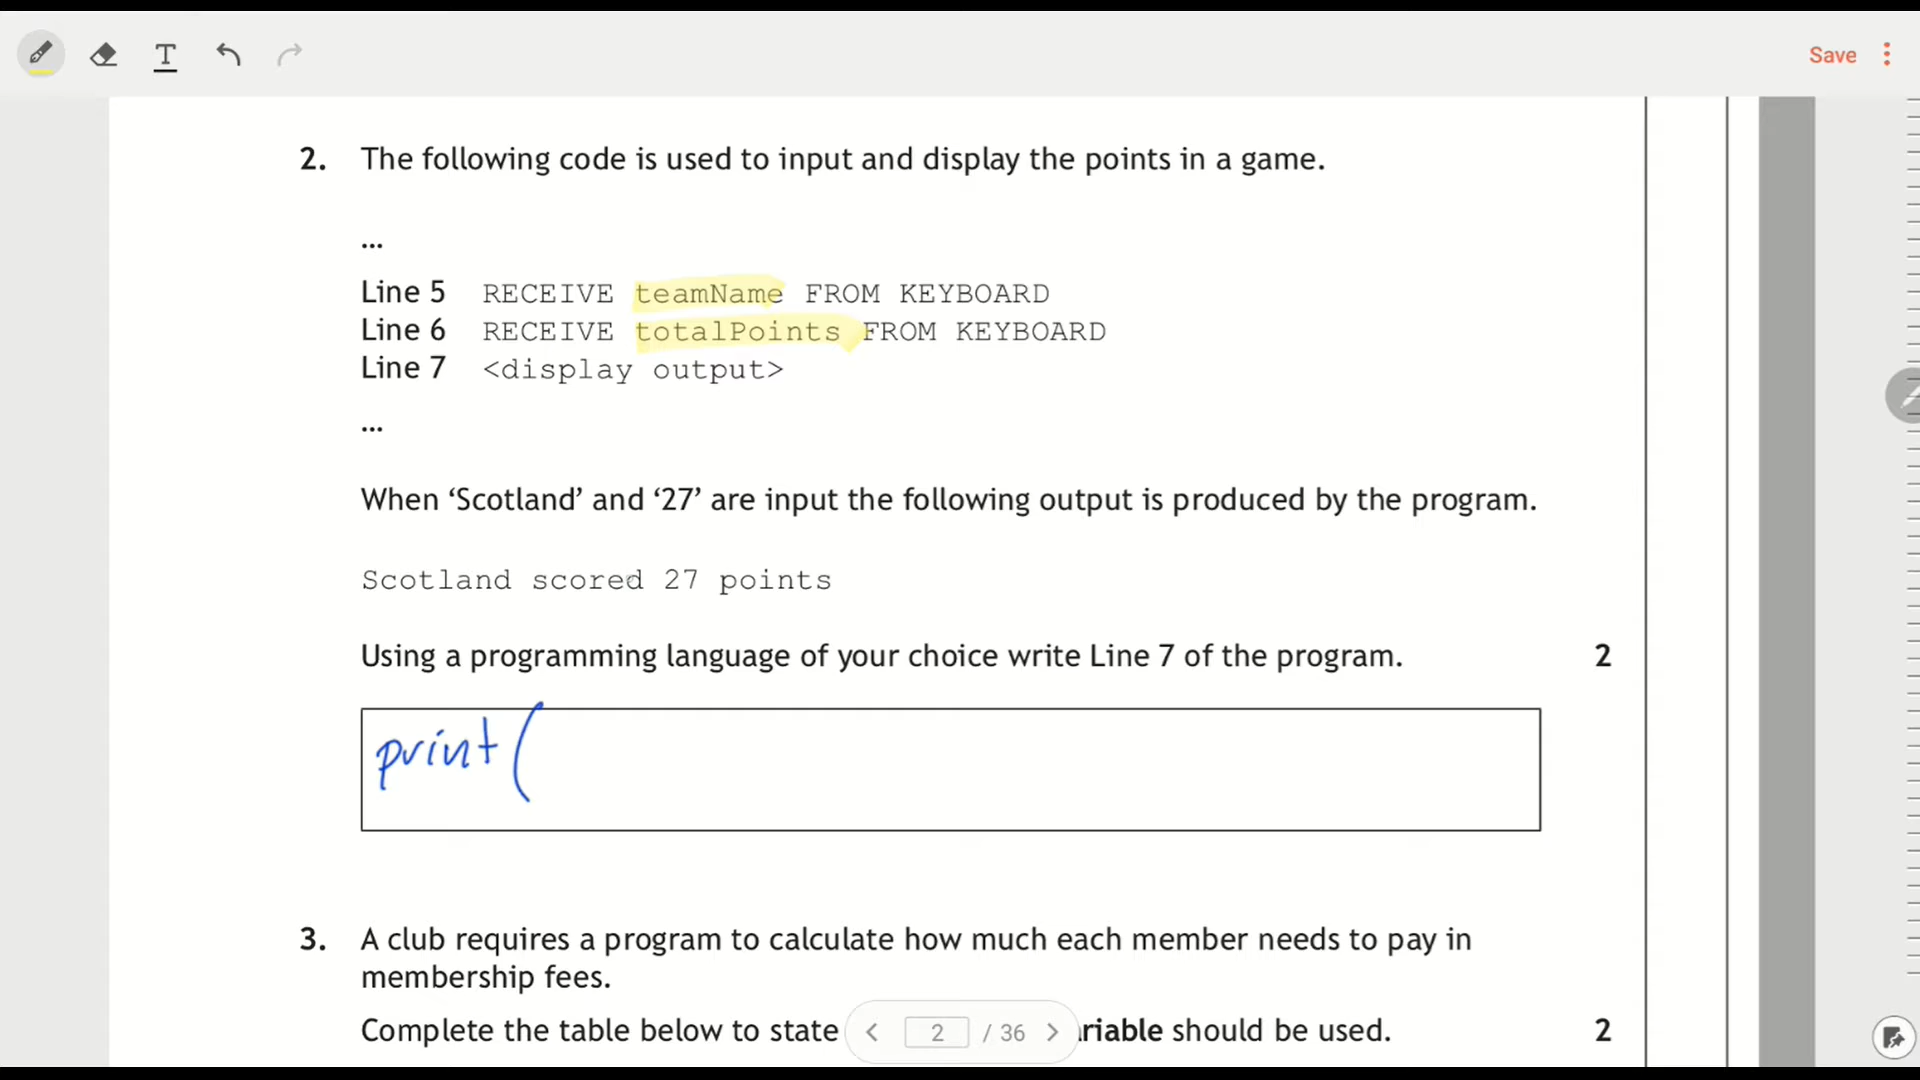 Save
2. The following code is used to input and display the points in a game.
...
Line 5 RECEIVE teamName FROM KEYBOARD
Line 6 RECEIVE totalPoints FROM KEYBOARD
Line 7 <display output>
...
When ‘Scotland’ and ‘27’ are input the following output is produced by the program.
Scotland scored 27 points
Using a programming language of your choice write Line 7 of the program. 2
print(
3. A club requires a program to calculate how much each member needs to pay in
membership fees.
Complete the table below to state riable should be used. 2
2 / 36